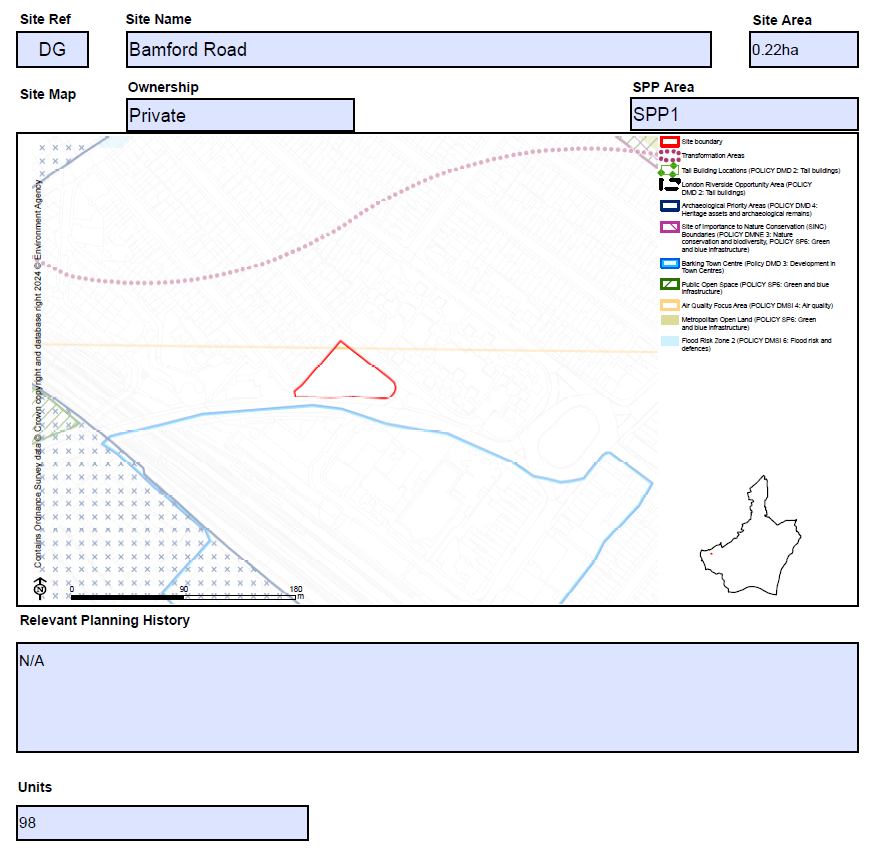 Site Ref
Site Name
Site Area
DG
Bamford Road
0.22ha
Site Map
Ownership
SPP Area
Private
SPP1
Site boundary
Transformation Areas
Tall Building Locations (POLICY DMD 2: Tall buildings)
London Riverside Opportunity Area (POLICY
DMD 2: Tall buildings)
Archaeological Priority Areas (POLICY DMD 4:
Heritage assets and archaeological remains)
Site of Importance to Nature Conservation (SINC)
Boundaries (POLICY DMNE 3: Nature
conservation and biodiversity, POLICY SP6: Green
and blue infrastructure)
Barking Town Centre (Policy DMD 3: Development in
Town Centres)
Public Open Space (POLICY SP6: Green and blue
infrastructure)
Air Quality Focus Area (POLICY DMSI 4: Air quality)
Metropolitan Open Land (POLICY SP6: Green
and blue infrastructure)
Flood Risk Zone 2 (POLICY DMSI 6: Flood risk and
defences)
Contains Ordnance Survey data © Crown copyright and database right 2024 © Environment Agency
N
0 90 180
m
Relevant Planning History
N/A
Units
98